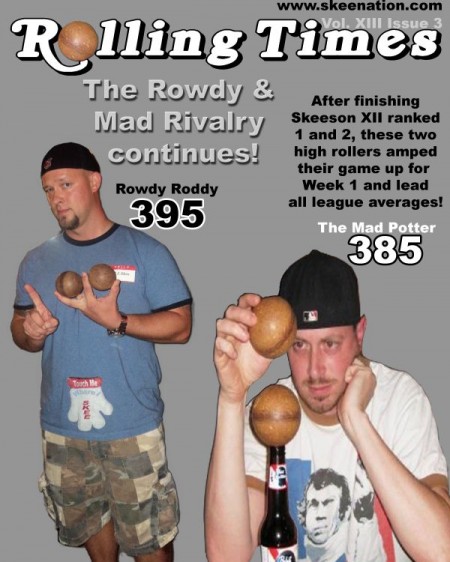 www.skeenation.com
Vol. XIII Issue 3
Rolling Times
The Rowdy &
Mad Rivalry
continues!
After finishing
Skeeson XII ranked
1 and 2, these two
high rollers amped
their game up for
Week 1 and lead
all league averages!
Rowdy Roddy
395
The Mad Potter
385
Touch Me